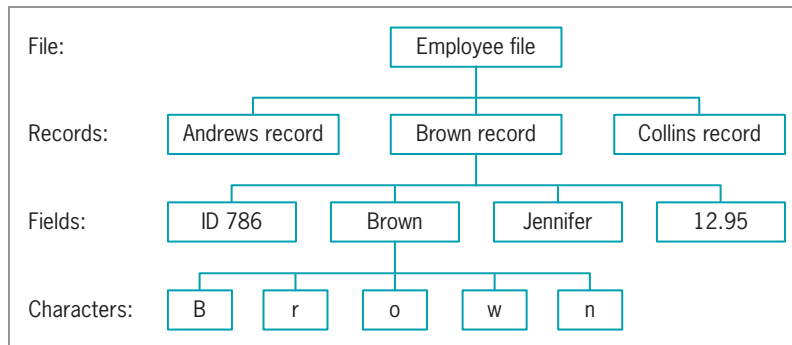 File: Employee file
Records: Andrews record Brown record Collins record
Fields: ID 786 Brown Jennifer 12.95
Characters: B r o w n